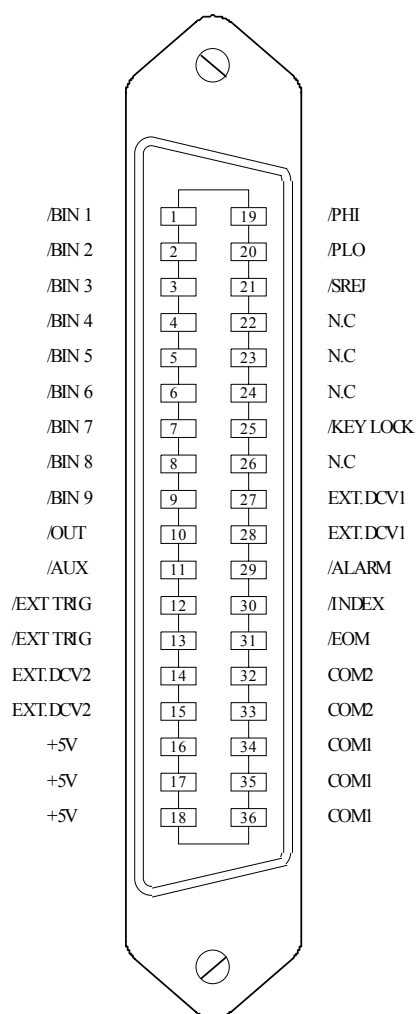 /BIN 1 1 19 /PHI
/BIN 2 2 20 /PLO
/BIN 3 3 21 /SREJ
/BIN 4 4 22 N.C
/BIN 5 5 23 N.C
/BIN 6 6 24 N.C
/BIN 7 7 25 /KEY LOCK
/BIN 8 8 26 N.C
/BIN 9 9 27 EXT.DCV1
/OUT 10 28 EXT.DCV1
/AUX 11 29 /ALARM
/EXT TRIG 12 30 /INDEX
/EXT TRIG 13 31 /EOM
EXT.DCV2 14 32 COM2
EXT.DCV2 15 33 COM2
+5V 16 34 COM1
+5V 17 35 COM1
+5V 18 36 COM1